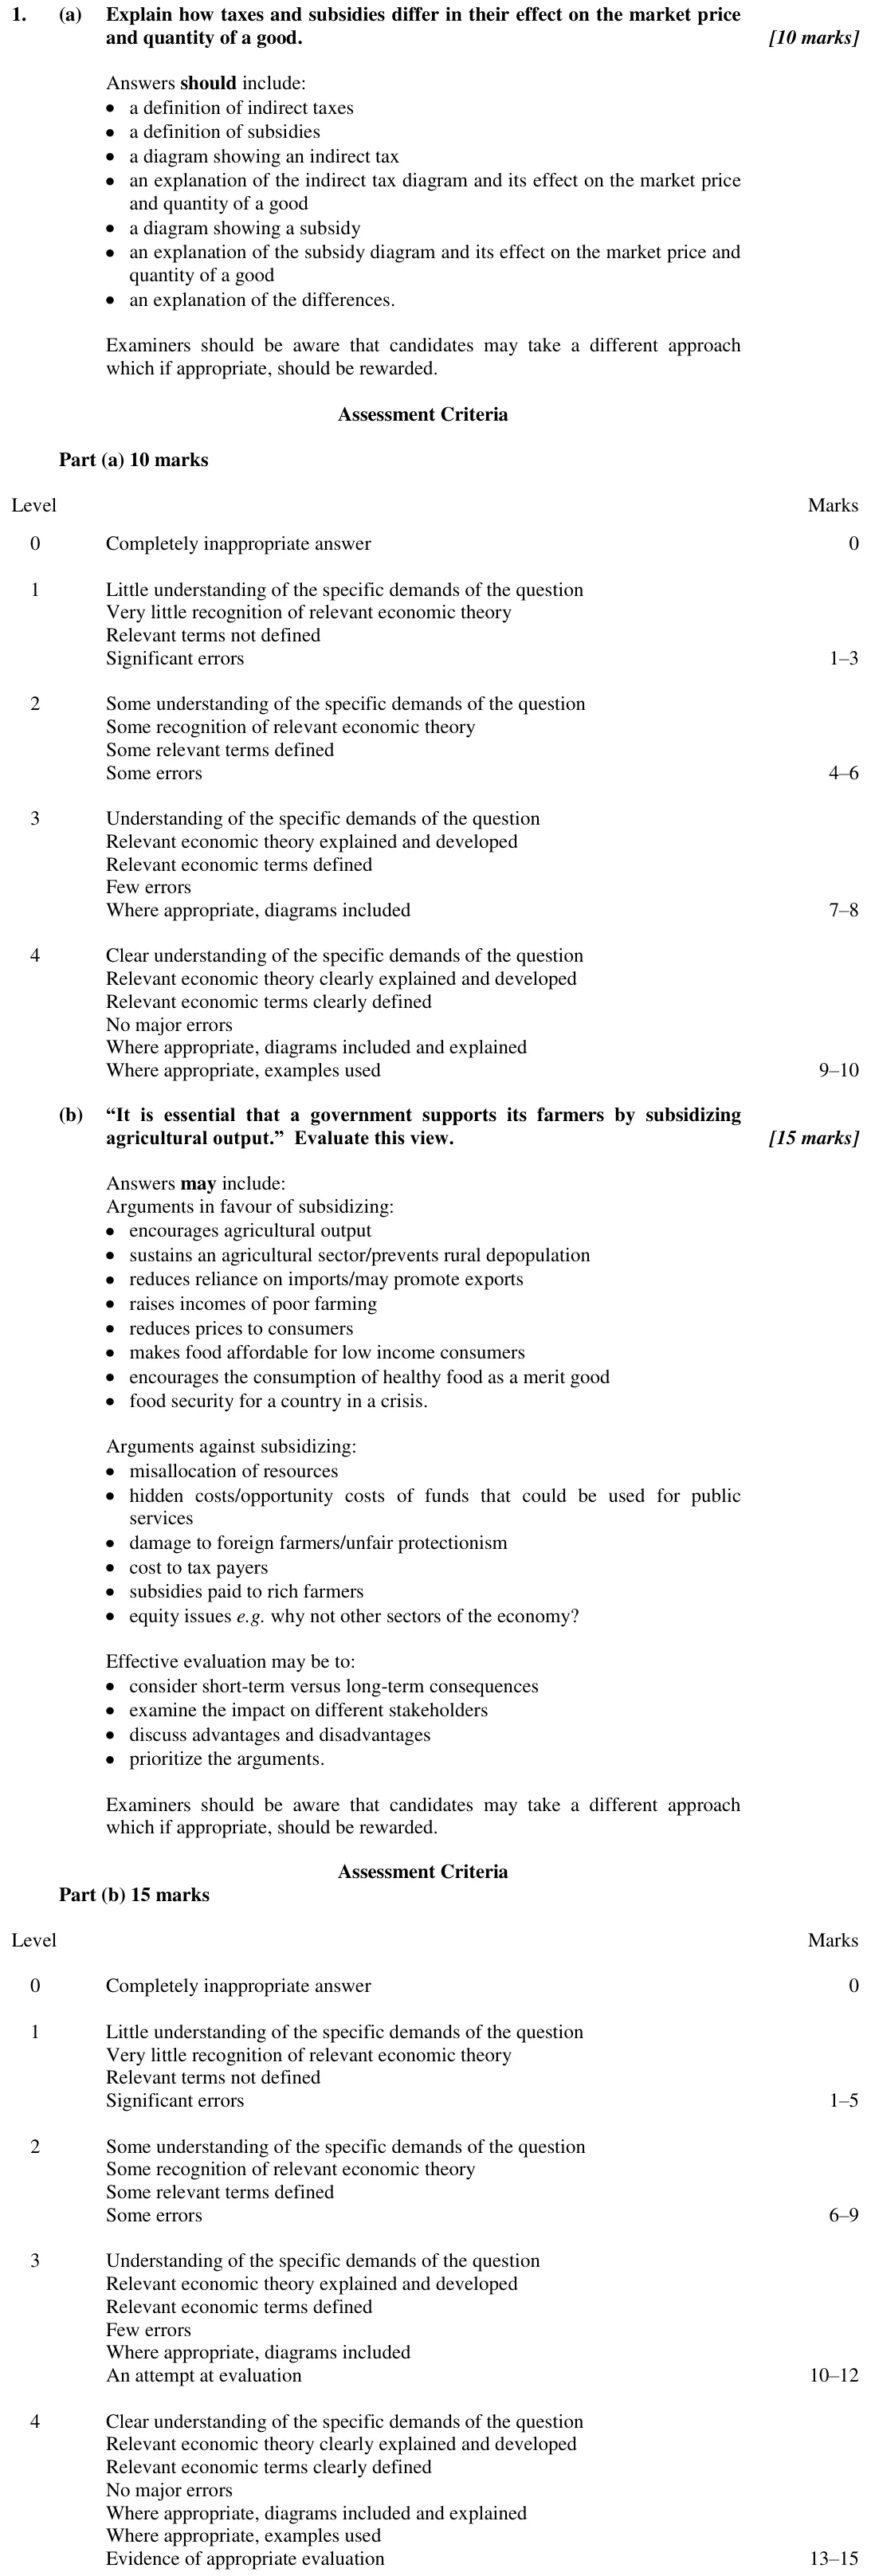 1. (a) Explain how taxes and subsidies differ in their effect on the market price
and quantity of a good. [10 marks]
Answers should include:
• a definition of indirect taxes
• a definition of subsidies
• a diagram showing an indirect tax
• an explanation of the indirect tax diagram and its effect on the market price
and quantity of a good
• a diagram showing a subsidy
• an explanation of the subsidy diagram and its effect on the market price and
quantity of a good
• an explanation of the differences.
Examiners should be aware that candidates may take a different approach
which if appropriate, should be rewarded.
Assessment Criteria
Part (a) 10 marks
Level Marks
0 Completely inappropriate answer 0
1 Little understanding of the specific demands of the question
Very little recognition of relevant economic theory
Relevant terms not defined
Significant errors 1–3
2 Some understanding of the specific demands of the question
Some recognition of relevant economic theory
Some relevant terms defined
Some errors 4–6
3 Understanding of the specific demands of the question
Relevant economic theory explained and developed
Relevant economic terms defined
Few errors
Where appropriate, diagrams included 7–8
4 Clear understanding of the specific demands of the question
Relevant economic theory clearly explained and developed
Relevant economic terms clearly defined
No major errors
Where appropriate, diagrams included and explained
Where appropriate, examples used 9–10
(b) “It is essential that a government supports its farmers by subsidizing
agricultural output.” Evaluate this view. [15 marks]
Answers may include:
Arguments in favour of subsidizing:
• encourages agricultural output
• sustains an agricultural sector/prevents rural depopulation
• reduces reliance on imports/may promote exports
• raises incomes of poor farming
• reduces prices to consumers
• makes food affordable for low income consumers
• encourages the consumption of healthy food as a merit good
• food security for a country in a crisis.
Arguments against subsidizing:
• misallocation of resources
• hidden costs/opportunity costs of funds that could be used for public
services
• damage to foreign farmers/unfair protectionism
• cost to tax payers
• subsidies paid to rich farmers
• equity issues e.g. why not other sectors of the economy?
Effective evaluation may be to:
• consider short-term versus long-term consequences
• examine the impact on different stakeholders
• discuss advantages and disadvantages
• prioritize the arguments.
Examiners should be aware that candidates may take a different approach
which if appropriate, should be rewarded.
Assessment Criteria
Part (b) 15 marks
Level Marks
0 Completely inappropriate answer 0
1 Little understanding of the specific demands of the question
Very little recognition of relevant economic theory
Relevant terms not defined
Significant errors 1–5
2 Some understanding of the specific demands of the question
Some recognition of relevant economic theory
Some relevant terms defined
Some errors 6–9
3 Understanding of the specific demands of the question
Relevant economic theory explained and developed
Relevant economic terms defined
Few errors
Where appropriate, diagrams included
An attempt at evaluation 10–12
4 Clear understanding of the specific demands of the question
Relevant economic theory clearly explained and developed
Relevant economic terms clearly defined
No major errors
Where appropriate, diagrams included and explained
Where appropriate, examples used
Evidence of appropriate evaluation 13–15